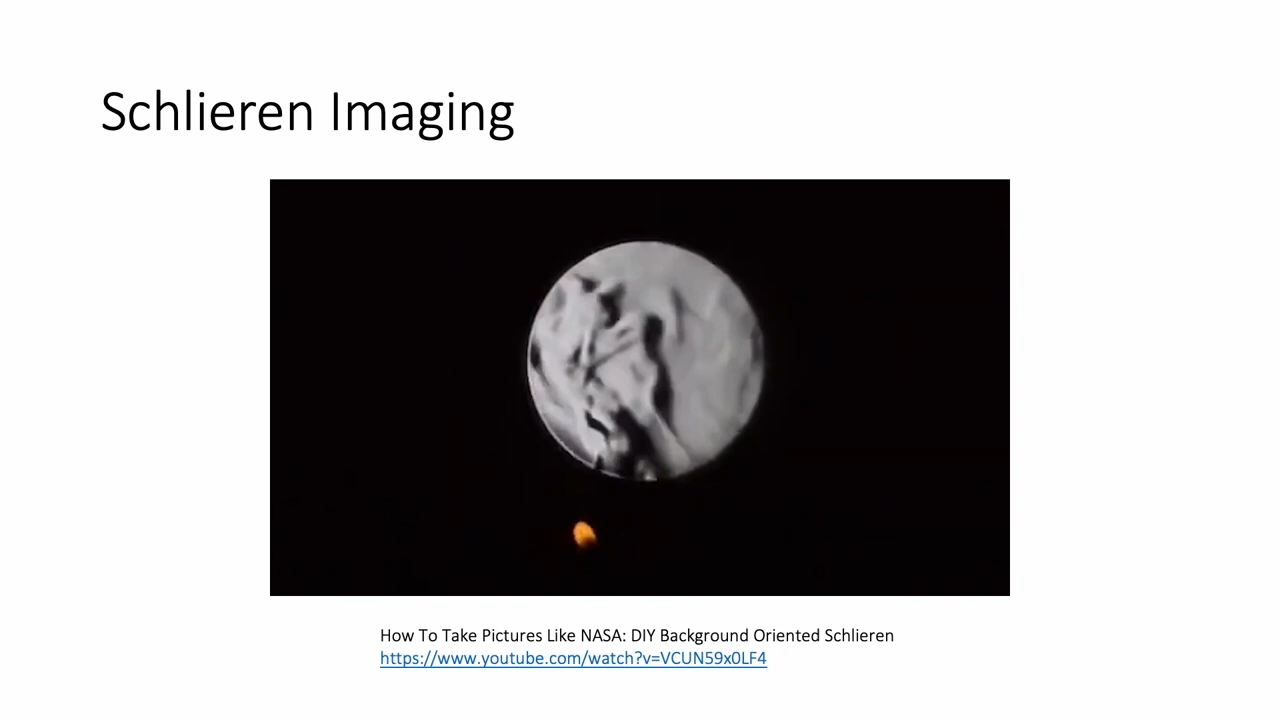 Schlieren Imaging
How To Take Pictures Like NASA: DIY Background Oriented Schlieren
https://www.youtube.com/watch?v=VCUN59x0LF4